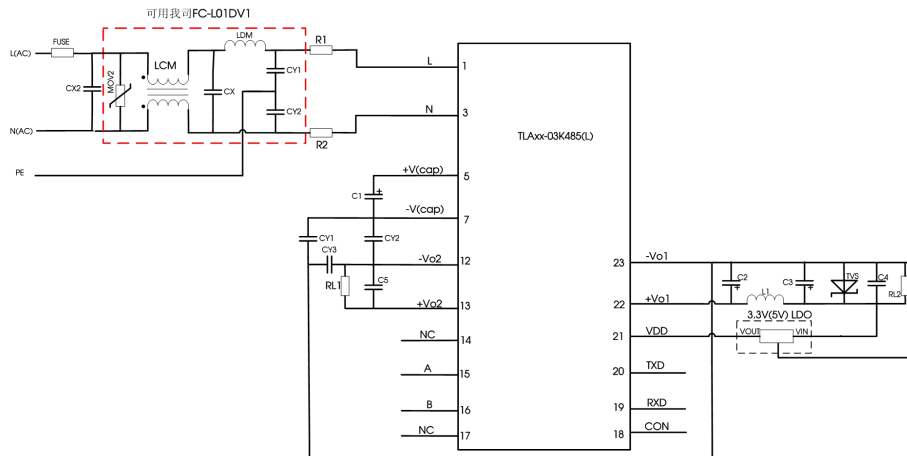 可用我司FC-L01DV1
L(AC)
FUSE
CX2
MOV2
LCM
LDM
CX
CY1
CY2
R1
R2
N(AC)
PE
L
1
N
3
TLAxx-03K485(L)
+V(cap)
5
C1
+
-V(cap)
7
CY1
CY2
CY3
-Vo2
12
RL1
C5
+Vo2
13
NC
14
A
15
B
16
NC
17
23
-Vo1
22
+Vo1
21
VDD
20
TXD
19
RXD
18
CON
C2
+
L1
C3
+
TVS
C4
RL2
3.3V(5V) LDO
VOUT
VIN